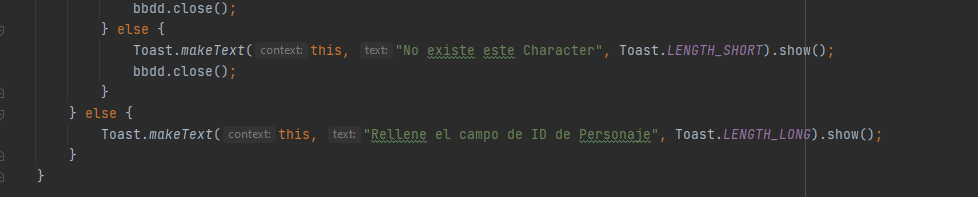 bbdd.close();
} else {
Toast.makeText( context: this, text: "No existe este Character", Toast.LENGTH_SHORT).show();
bbdd.close();
}
} else {
Toast.makeText( context: this, text: "Rellene el campo de ID de Personaje", Toast.LENGTH_LONG).show();
}
}